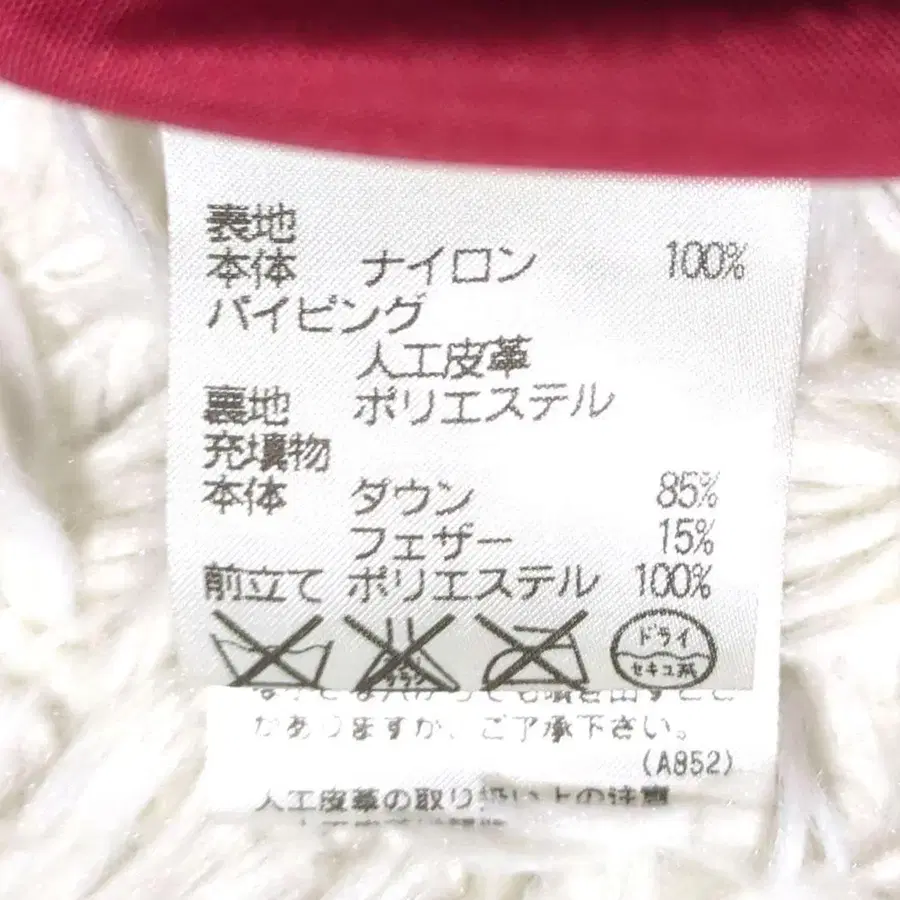 表地
本体 ナイロン 100%
パイピング
人工皮革
裏地 ポリエステル
充填物
本体 ダウン 85%
フェザー 15%
前立て ポリエステル 100%
ドライ
セキユ系
がありますが、ご了承下さい。
(A852)
人工皮革の取り扱い上の注意